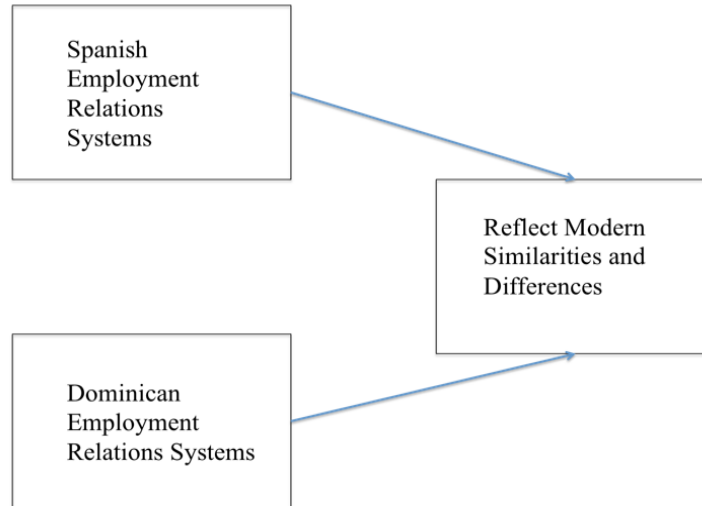 Spanish
Employment
Relations
Systems
Reflect Modern
Similarities and
Differences
Dominican
Employment
Relations Systems